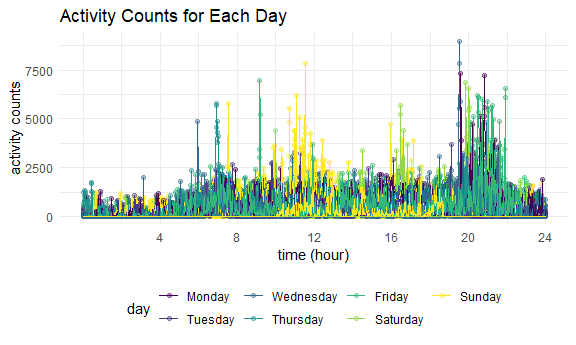 Activity Counts for Each Day
activity counts
7500
5000
2500
0
4 8 12 16 20 24
time (hour)
day
Monday Wednesday Friday Sunday
Tuesday Thursday Saturday